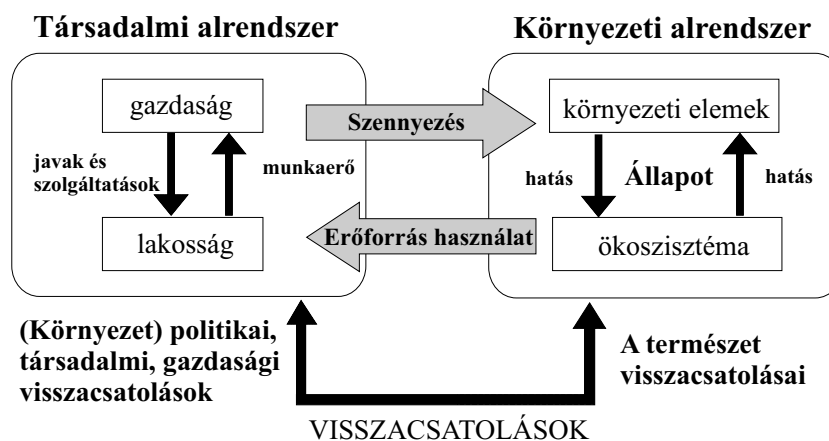 Társadalmi alrendszer
Környezeti alrendszer
gazdaság
javak és
szolgáltatások
munkaerő
lakosság
Szennyezés
Erőforrás használat
környezeti elemek
hatás
Állapot
hatás
ökoszisztéma
(Környezet) politikai,
társadalmi, gazdasági
visszacsatolások
A természet
visszacsatolásai
VISSZACSATOLÁSOK